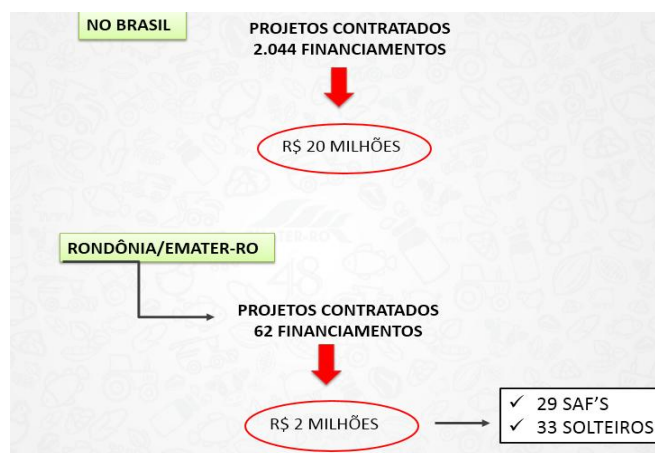 NO BRASIL
PROJETOS CONTRATADOS
2.044 FINANCIAMENTOS
R$ 20 MILHÕES
RONDÔNIA/EMATER-RO
PROJETOS CONTRATADOS
62 FINANCIAMENTOS
R$ 2 MILHÕES
✓ 29 SAF'S
✓ 33 SOLTEIROS